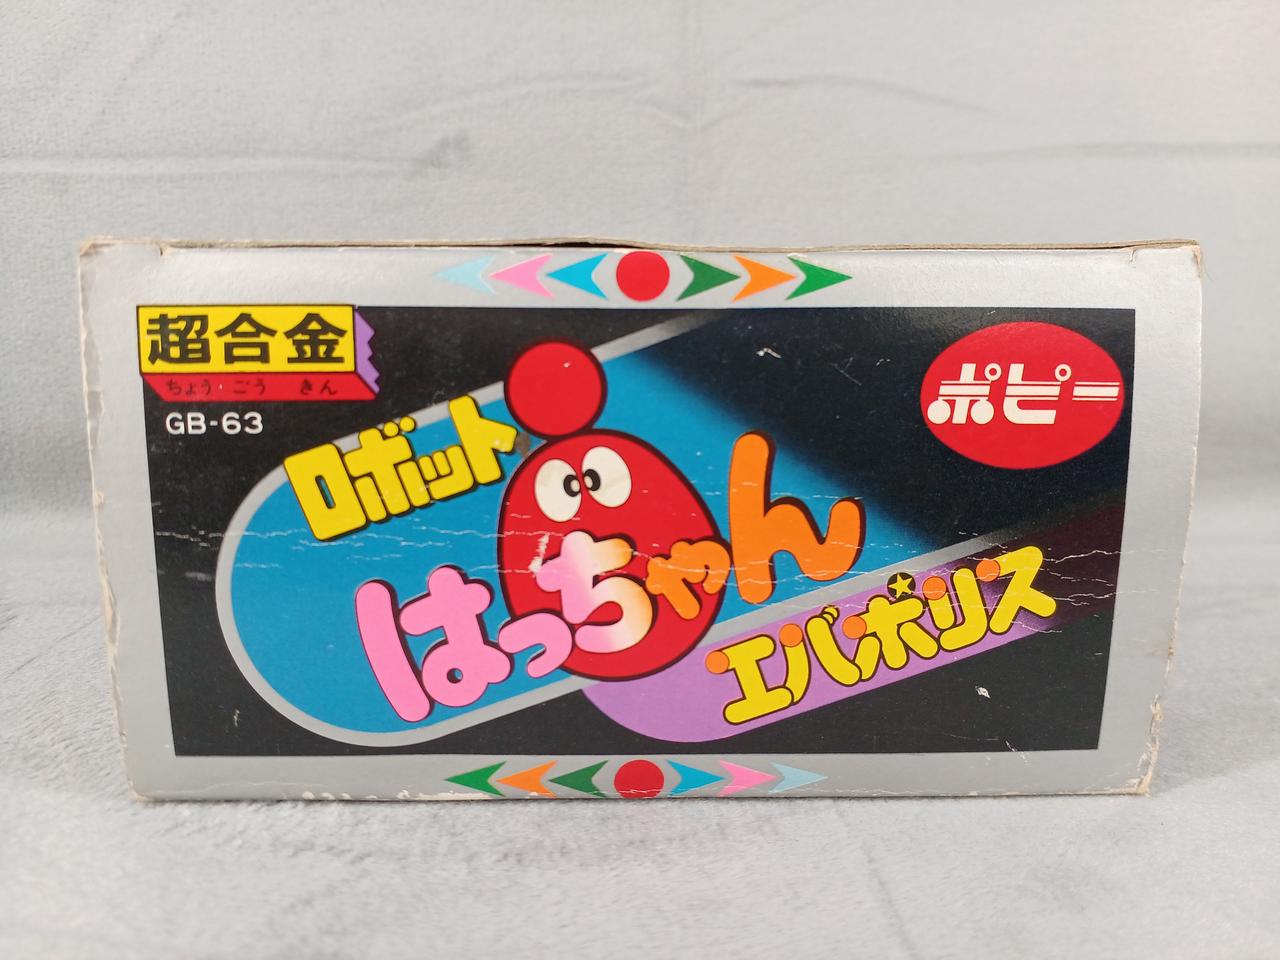 超合金
ちょうごうきん
GB-63
ポピー
ロボット
はっちゃん
エバポリス